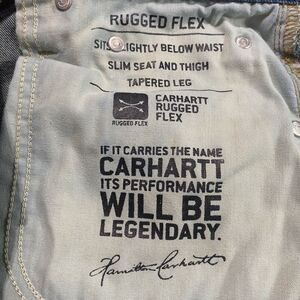 RUGGED FLEX
SITS SLIGHTLY BELOW WAIST
SLIM SEAT AND THIGH
TAPERED LEG
CARHARTT
RUGGED
FLEX
RUGGED FLEX
IF IT CARRIES THE NAME
CARHARTT
ITS PERFORMANCE
WILL BE
LEGENDARY.
Hamilton Carhartt